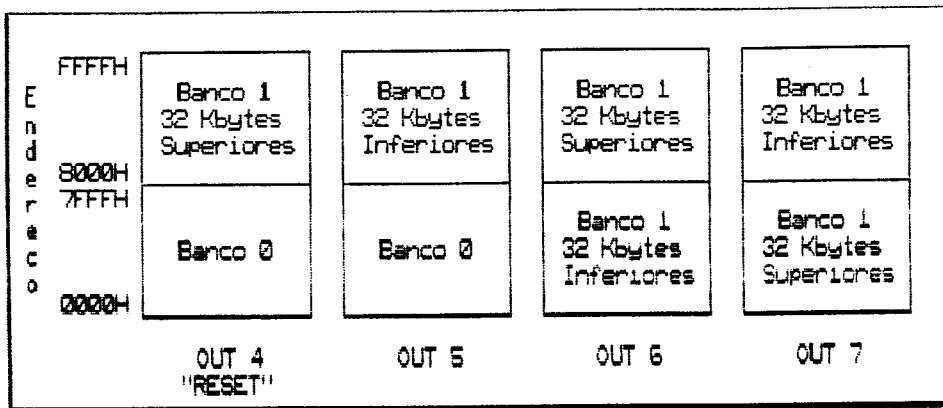 Endereco
FFFFH
8000H
7FFFH
0000H
Banco 1
32 Kbytes
Superiores
Banco 0
OUT 4
"RESET"
Banco 1
32 Kbytes
Inferiores
Banco 0
OUT 5
Banco 1
32 Kbytes
Superiores
Banco 1
32 Kbytes
Inferiores
OUT 6
Banco 1
32 Kbytes
Inferiores
Banco 1
32 Kbytes
Superiores
OUT 7